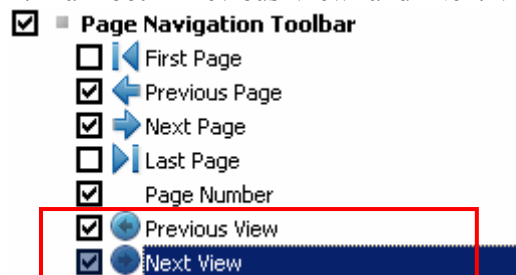 Page Navigation Toolbar
First Page
Previous Page
Next Page
Last Page
Page Number
Previous View
Next View